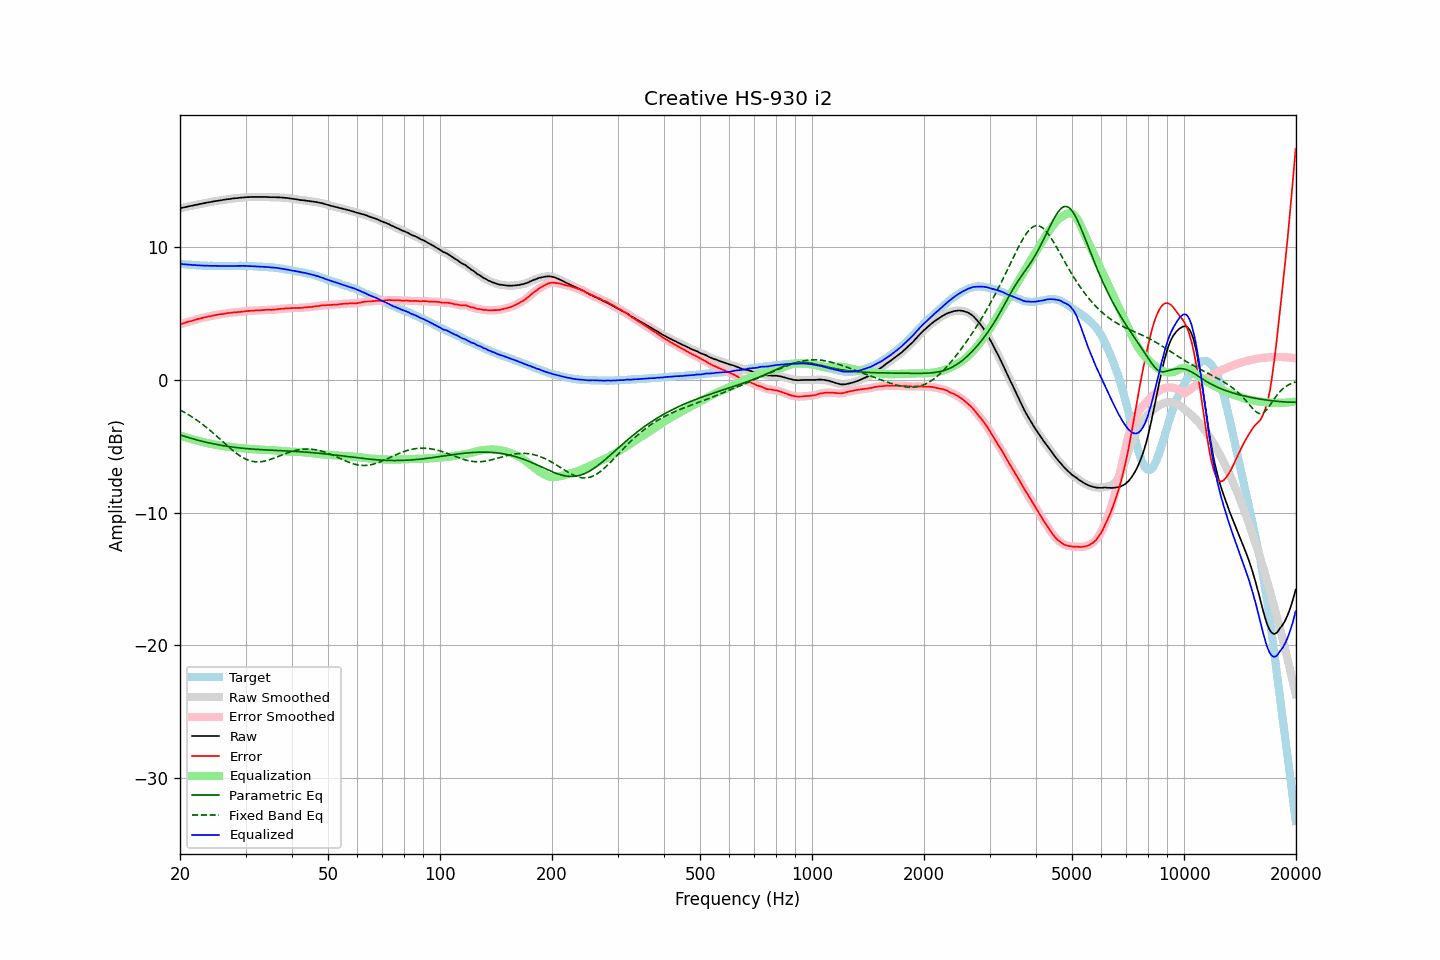 Creative HS-930 i2
Amplitude (dBr)
10
0
−10
−20
−30
Target
Raw Smoothed
Error Smoothed
Raw
Error
Equalization
Parametric Eq
Fixed Band Eq
Equalized
20 50 100 200 500 1000 2000 5000 10000 20000
Frequency (Hz)